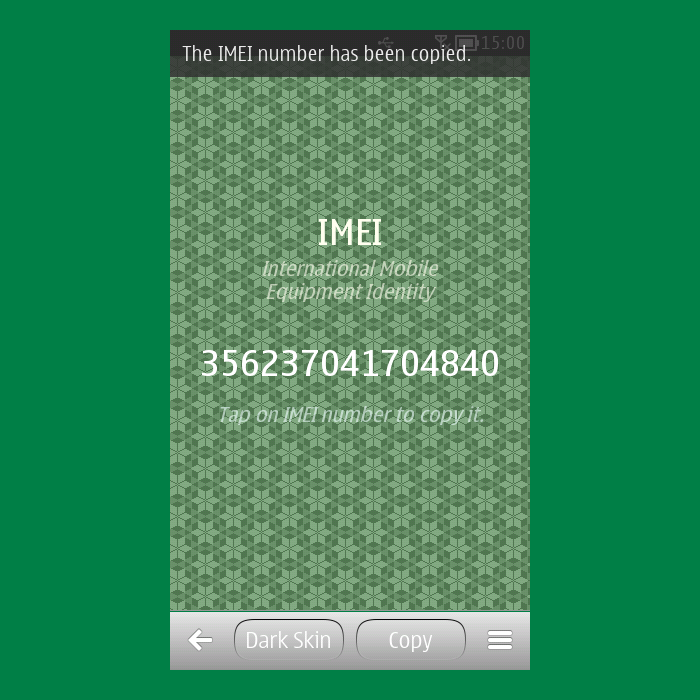 15:00
The IMEI number has been copied.
IMEI
International Mobile
Equipment Identity
356237041704840
Tap on IMEI number to copy it.
Dark Skin
Copy